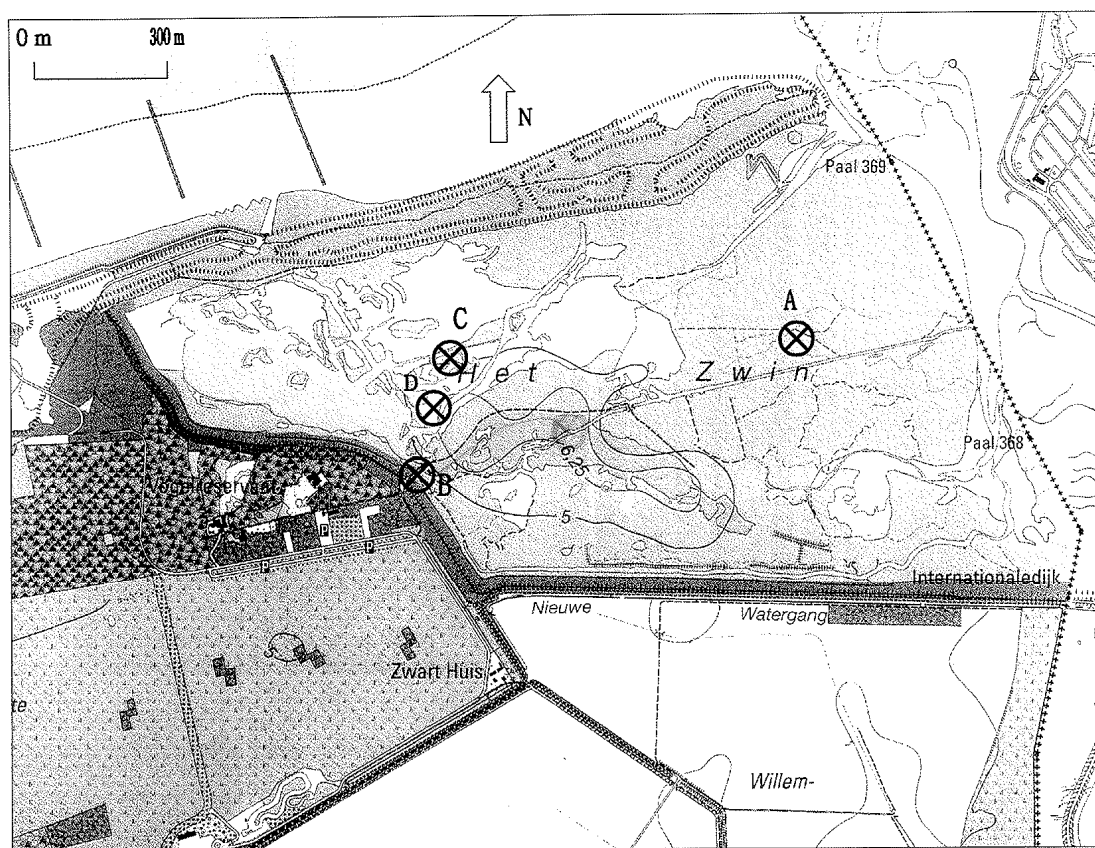 0 m 300 m
N
Paal 369
A
C
Het Zwin
D
Paal 368
6.25
B
5
Internationaledijk
Nieuwe Watergang
P
P
P
Zwart Huis
te
Willem-